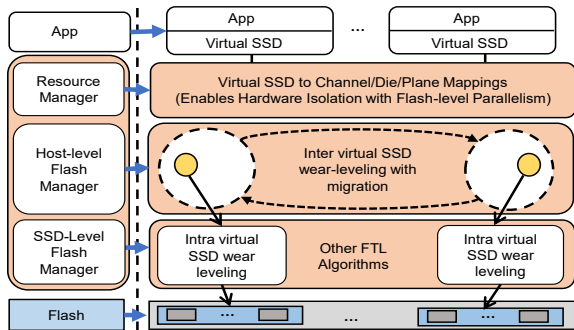 App
App
Virtual SSD
...
App
Virtual SSD
Resource
Manager
Virtual SSD to Channel/Die/Plane Mappings
(Enables Hardware Isolation with Flash-level Parallelism)
Host-level
Flash
Manager
Inter virtual SSD
wear-leveling with
migration
SSD-Level
Flash
Manager
Intra virtual
SSD wear
leveling
Other FTL
Algorithms
Intra virtual
SSD wear
leveling
Flash
...
...
...